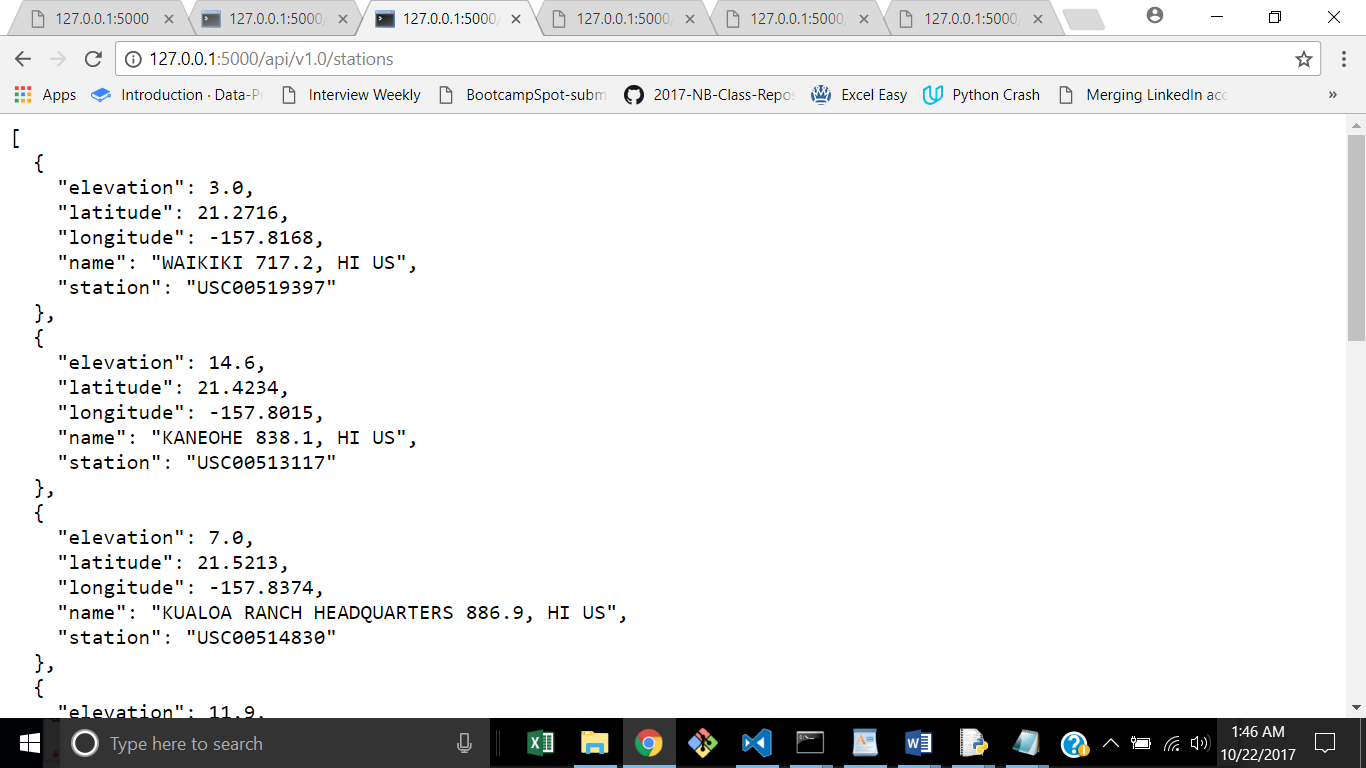 127.0.0.1:5000 127.0.0.1:5000/ 127.0.0.1:5000/ 127.0.0.1:5000/ 127.0.0.1:5000/ 127.0.0.1:5000/
127.0.0.1:5000/api/v1.0/stations
Apps Introduction · Data-Pr Interview Weekly BootcampSpot-subm 2017-NB-Class-Repos Excel Easy Python Crash Merging LinkedIn acc »
[
{
"elevation": 3.0,
"latitude": 21.2716,
"longitude": -157.8168,
"name": "WAIKIKI 717.2, HI US",
"station": "USC00519397"
},
{
"elevation": 14.6,
"latitude": 21.4234,
"longitude": -157.8015,
"name": "KANEOHE 838.1, HI US",
"station": "USC00513117"
},
{
"elevation": 7.0,
"latitude": 21.5213,
"longitude": -157.8374,
"name": "KUALOA RANCH HEADQUARTERS 886.9, HI US",
"station": "USC00514830"
},
{
"elevation": 11.9,
Type here to search
1:46 AM
10/22/2017